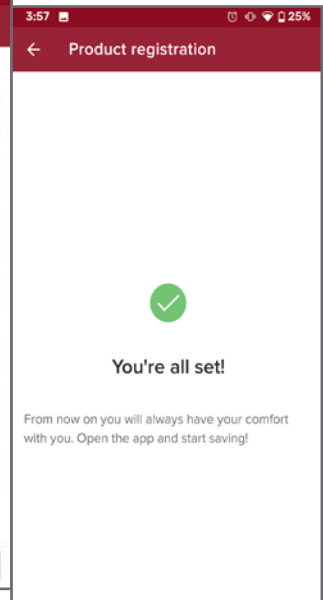 3:57 25%
Product registration
You're all set!
From now on you will always have your comfort
with you. Open the app and start saving!